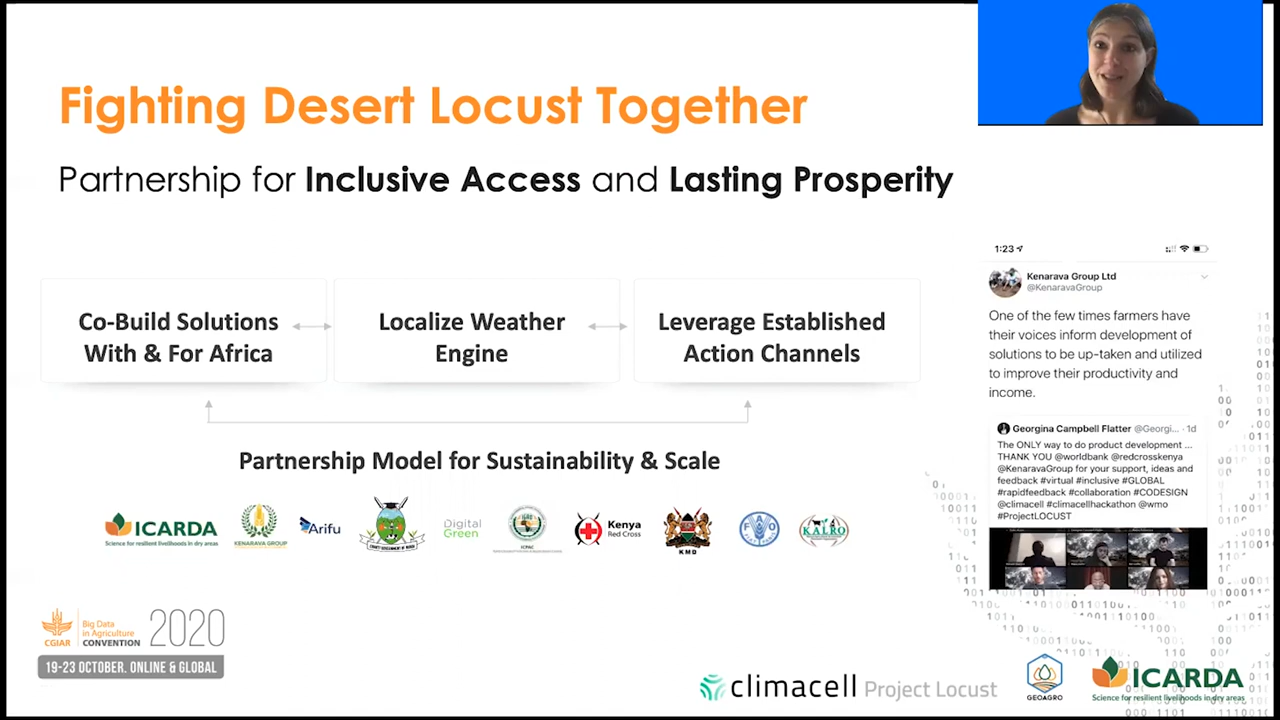 Fighting Desert Locust Together
Partnership for Inclusive Access and Lasting Prosperity
Co-Build Solutions
With & For Africa
Localize Weather
Engine
Leverage Established
Action Channels
Partnership Model for Sustainability & Scale
ICARDA
Science for resilient livelihoods in dry areas
KENARAVA GROUP
Arifu
Digital
Green
ICPAC
Kenya
Red Cross
KMD
FAO
KALRO
1:23
Kenarava Group Ltd
@KenaravaGroup
One of the few times farmers have
their voices inform development of
solutions to be up-taken and utilized
to improve their productivity and
income.
Georgina Campbell Flatter @Georgi... · 1d
The ONLY way to do product development ...
THANK YOU @worldbank @redcrosskenya
@KenaravaGroup for your support, ideas and
feedback #virtual #inclusive #GLOBAL
#rapidfeedback #collaboration #CODESIGN
@climacell #climacellhackathon @wmo
#ProjectLOCUST
CGIAR
Big Data
in Agriculture
CONVENTION
2020
19-23 OCTOBER. ONLINE & GLOBAL
climacell Project Locust
GEOAGRO
ICARDA
Science for resilient livelihoods in dry areas